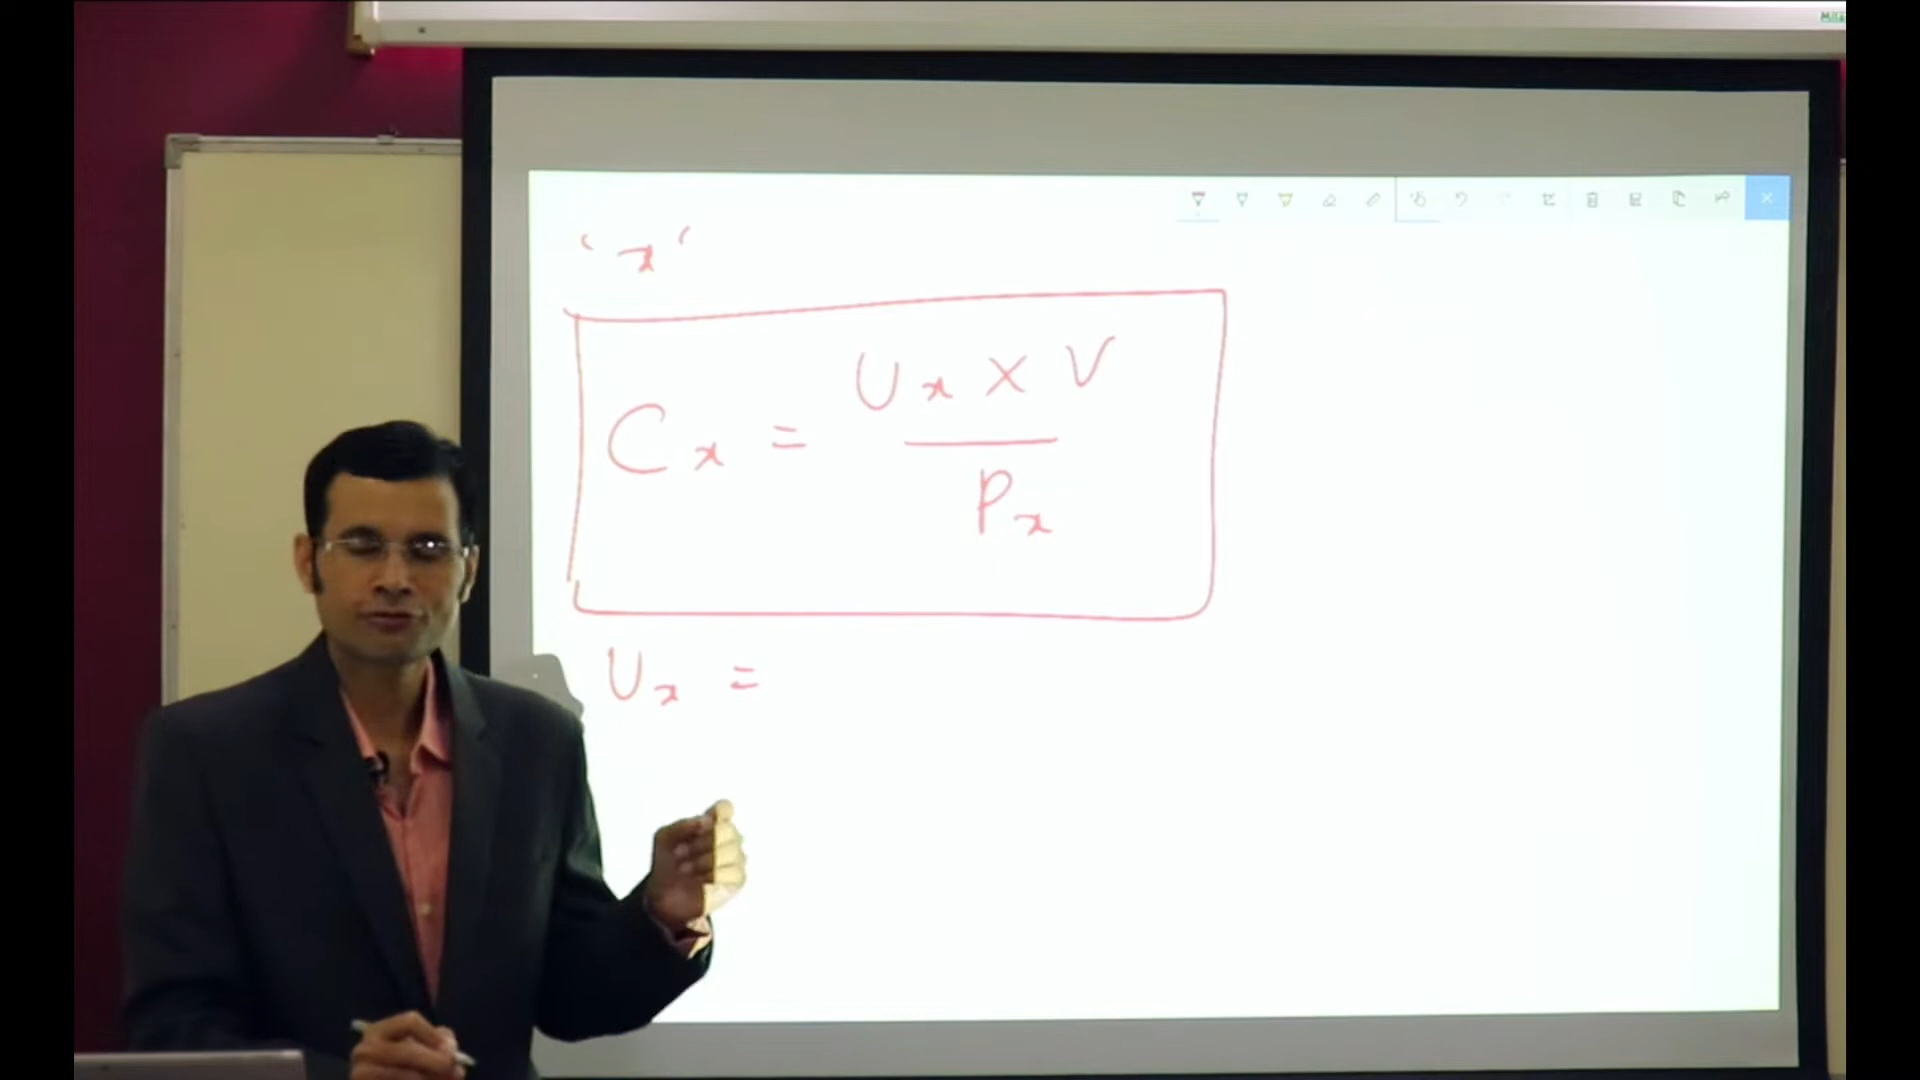 ‘x’
Cx = Ux × V / Px
Ux =